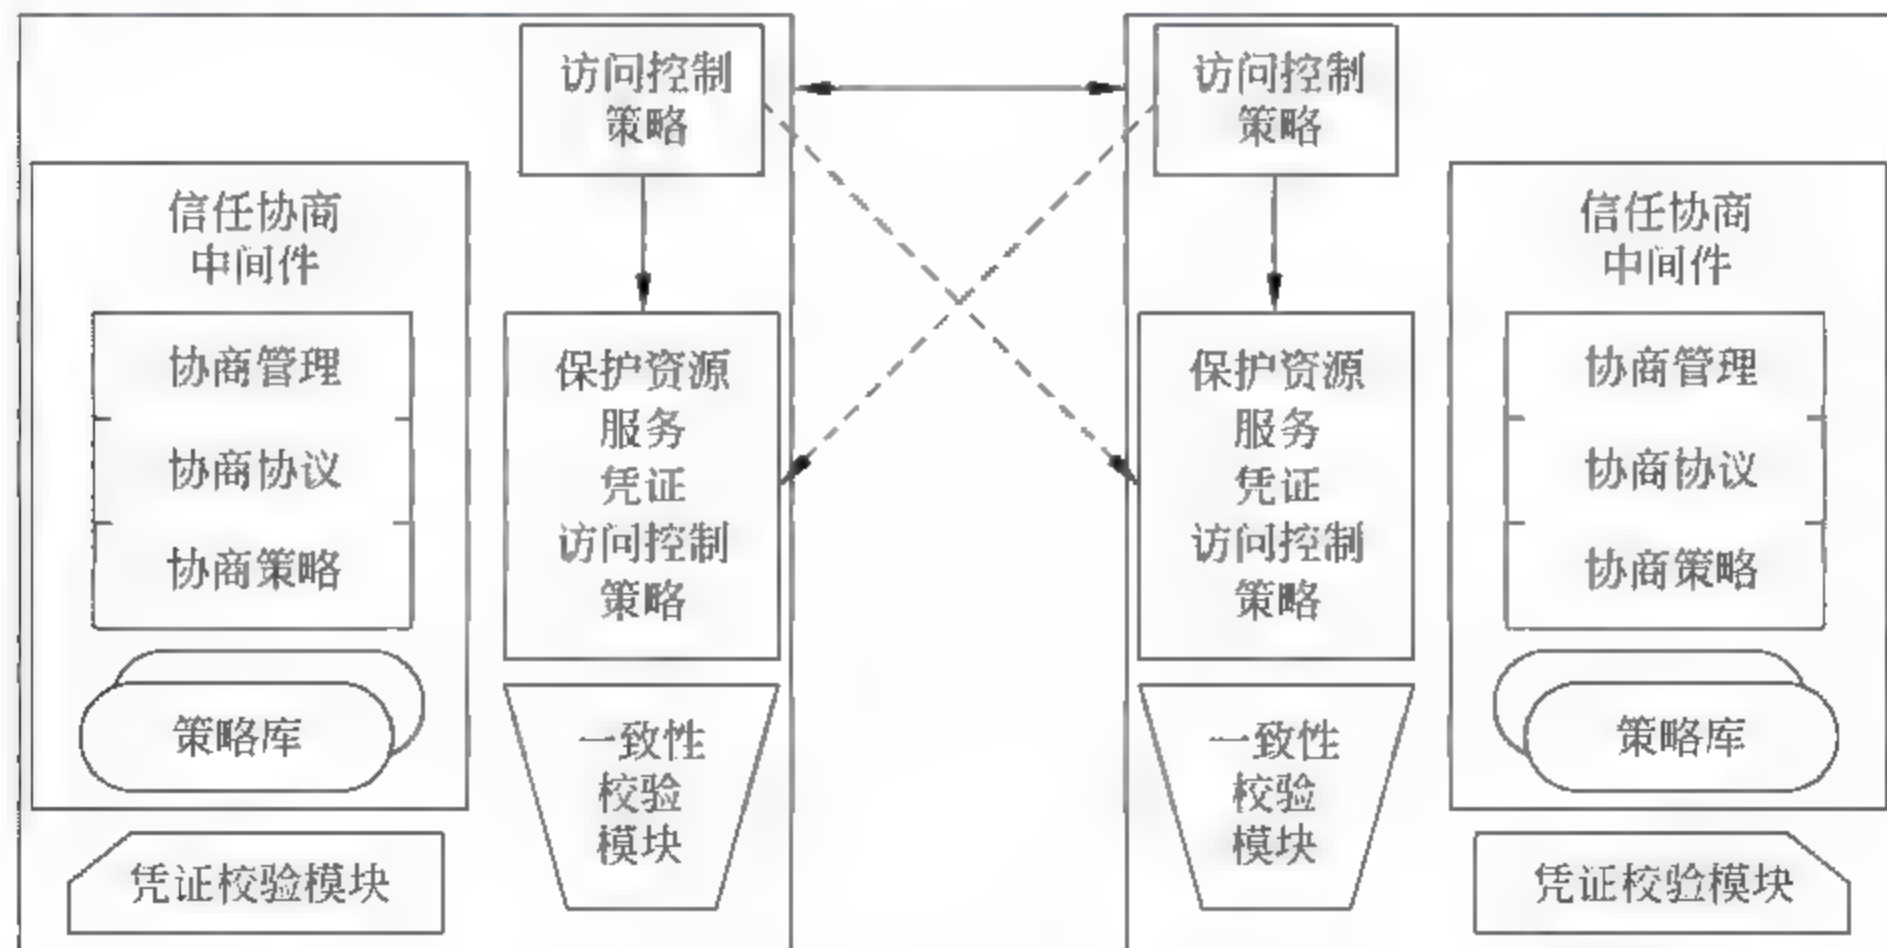 访问控制
策略
信任协商
中间件
协商管理
协商协议
协商策略
策略库
凭证校验模块
保护资源
服务
凭证
访问控制
策略
一致性
校验
模块
访问控制
策略
保护资源
服务
凭证
访问控制
策略
一致性
校验
模块
信任协商
中间件
协商管理
协商协议
协商策略
策略库
凭证校验模块